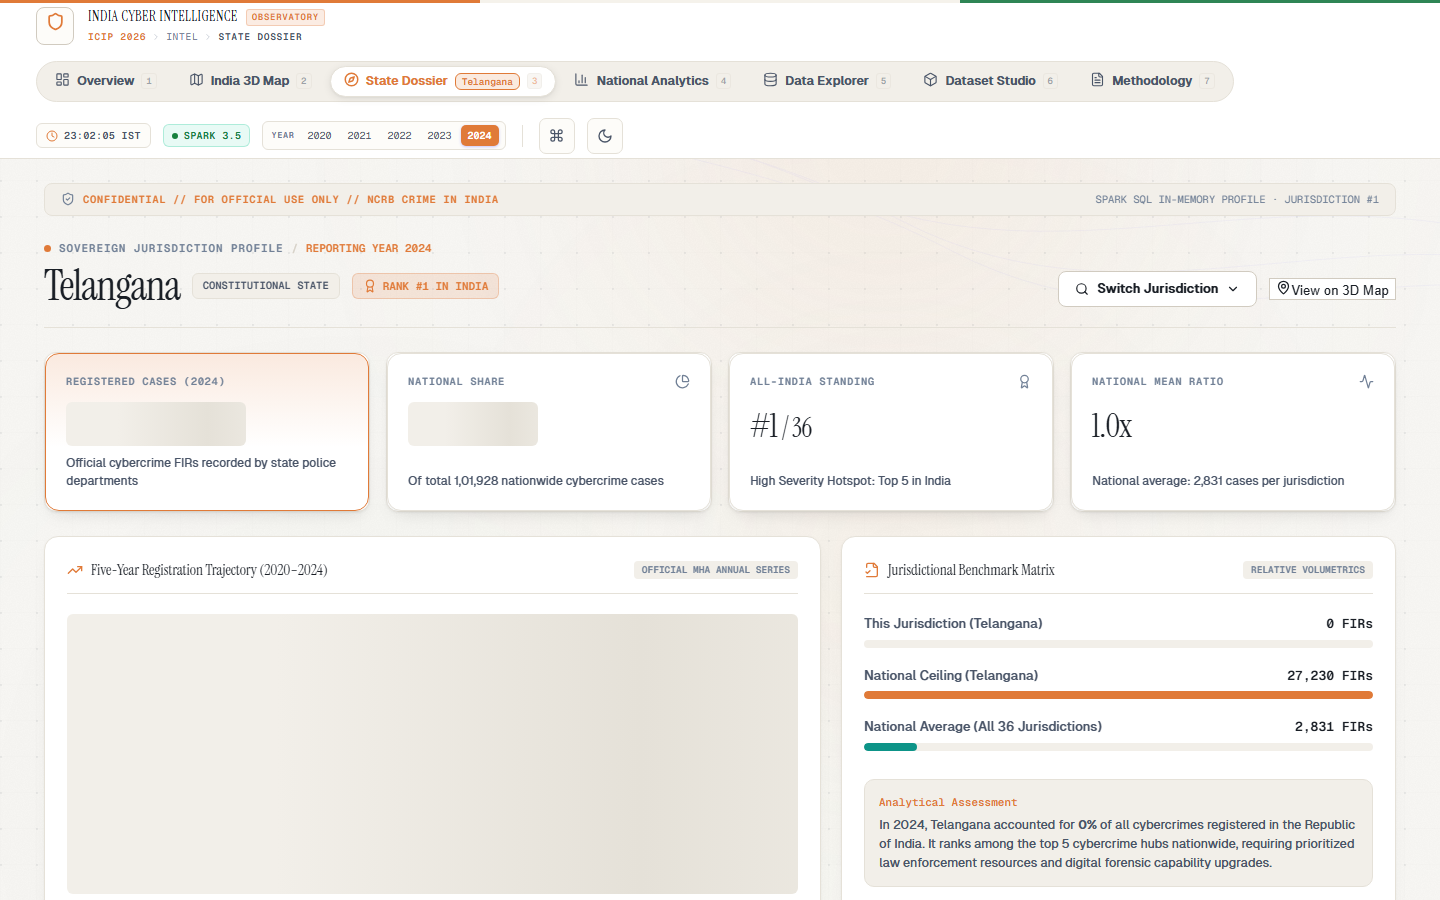 INDIA CYBER INTELLIGENCE OBSERVATORY
ICIP 2026 › INTEL › STATE DOSSIER
Overview 1 India 3D Map 2 State Dossier Telangana 3 National Analytics 4 Data Explorer 5 Dataset Studio 6 Methodology 7
23:02:05 IST SPARK 3.5 YEAR 2020 2021 2022 2023 2024
CONFIDENTIAL // FOR OFFICIAL USE ONLY // NCRB CRIME IN INDIA
SPARK SQL IN-MEMORY PROFILE · JURISDICTION #1
SOVEREIGN JURISDICTION PROFILE / REPORTING YEAR 2024
Telangana CONSTITUTIONAL STATE RANK #1 IN INDIA
Switch Jurisdiction View on 3D Map
REGISTERED CASES (2024)
Official cybercrime FIRs recorded by state police
departments
NATIONAL SHARE
Of total 1,01,928 nationwide cybercrime cases
ALL-INDIA STANDING
#1 / 36
High Severity Hotspot: Top 5 in India
NATIONAL MEAN RATIO
1.0x
National average: 2,831 cases per jurisdiction
Five-Year Registration Trajectory (2020–2024) OFFICIAL MHA ANNUAL SERIES
Jurisdictional Benchmark Matrix RELATIVE VOLUMETRICS
This Jurisdiction (Telangana) 0 FIRs
National Ceiling (Telangana) 27,230 FIRs
National Average (All 36 Jurisdictions) 2,831 FIRs
Analytical Assessment
In 2024, Telangana accounted for 0% of all cybercrimes registered in the Republic
of India. It ranks among the top 5 cybercrime hubs nationwide, requiring prioritized
law enforcement resources and digital forensic capability upgrades.